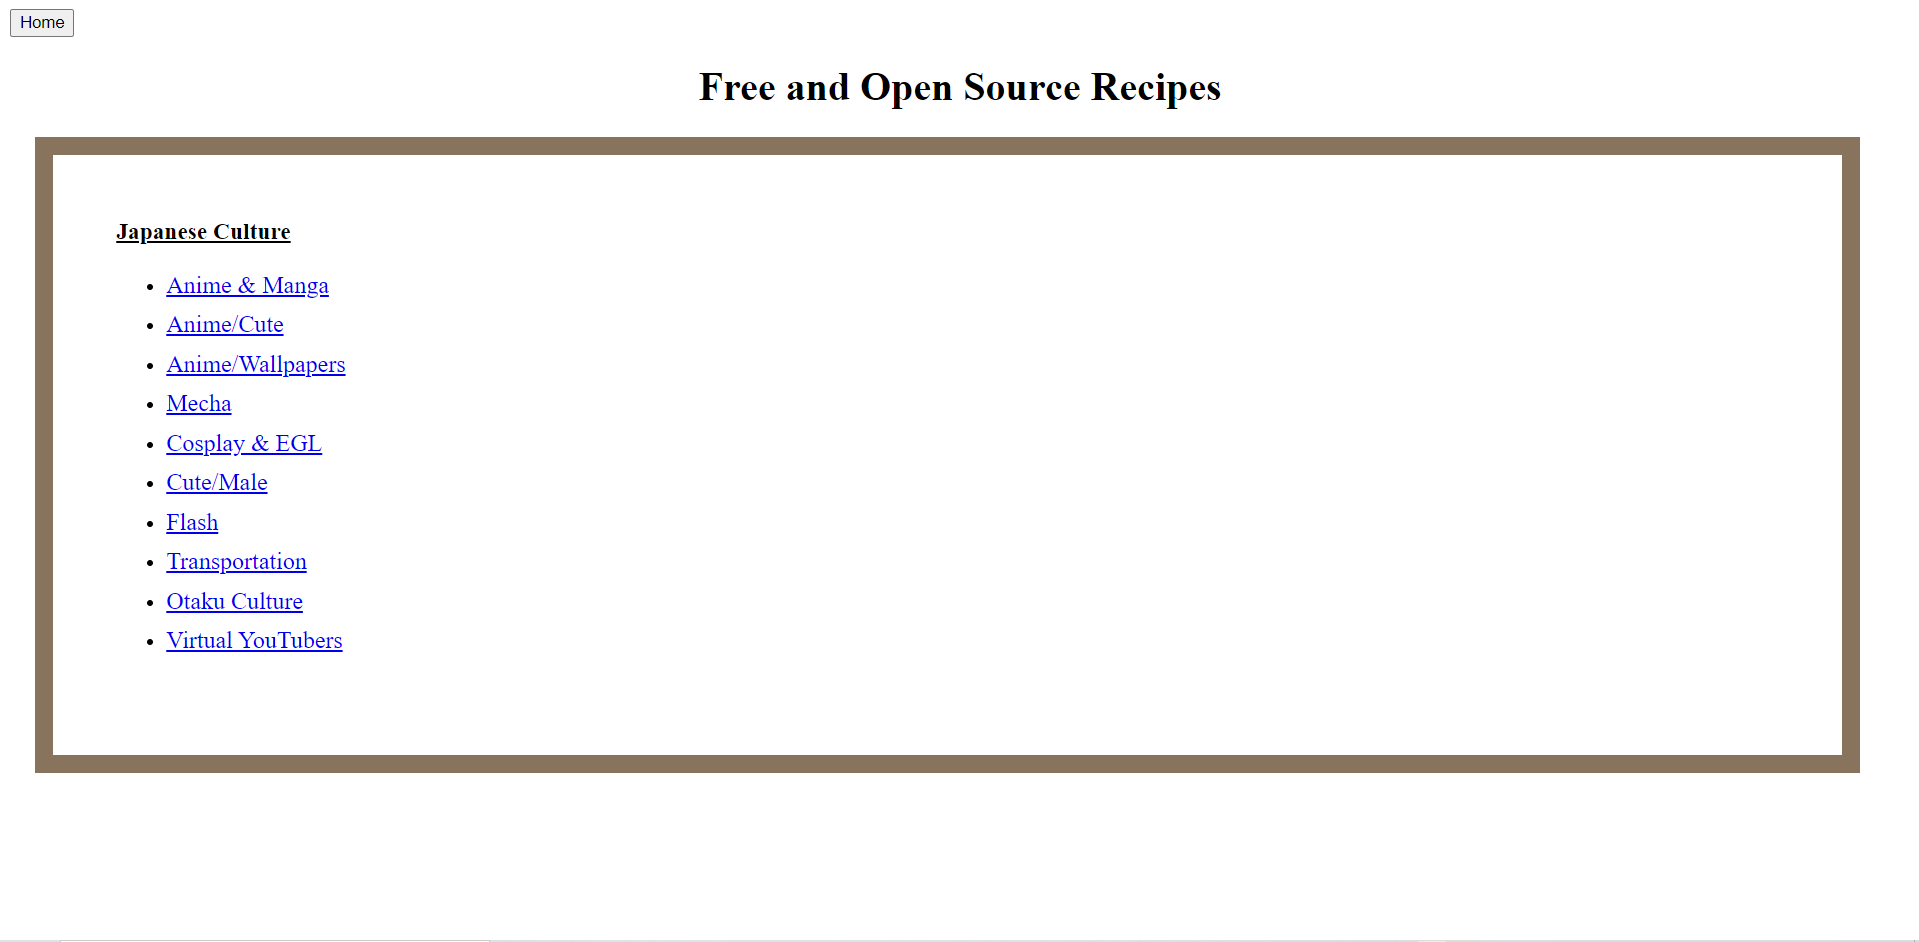 Home
Free and Open Source Recipes
Japanese Culture
Anime & Manga
Anime/Cute
Anime/Wallpapers
Mecha
Cosplay & EGL
Cute/Male
Flash
Transportation
Otaku Culture
Virtual YouTubers